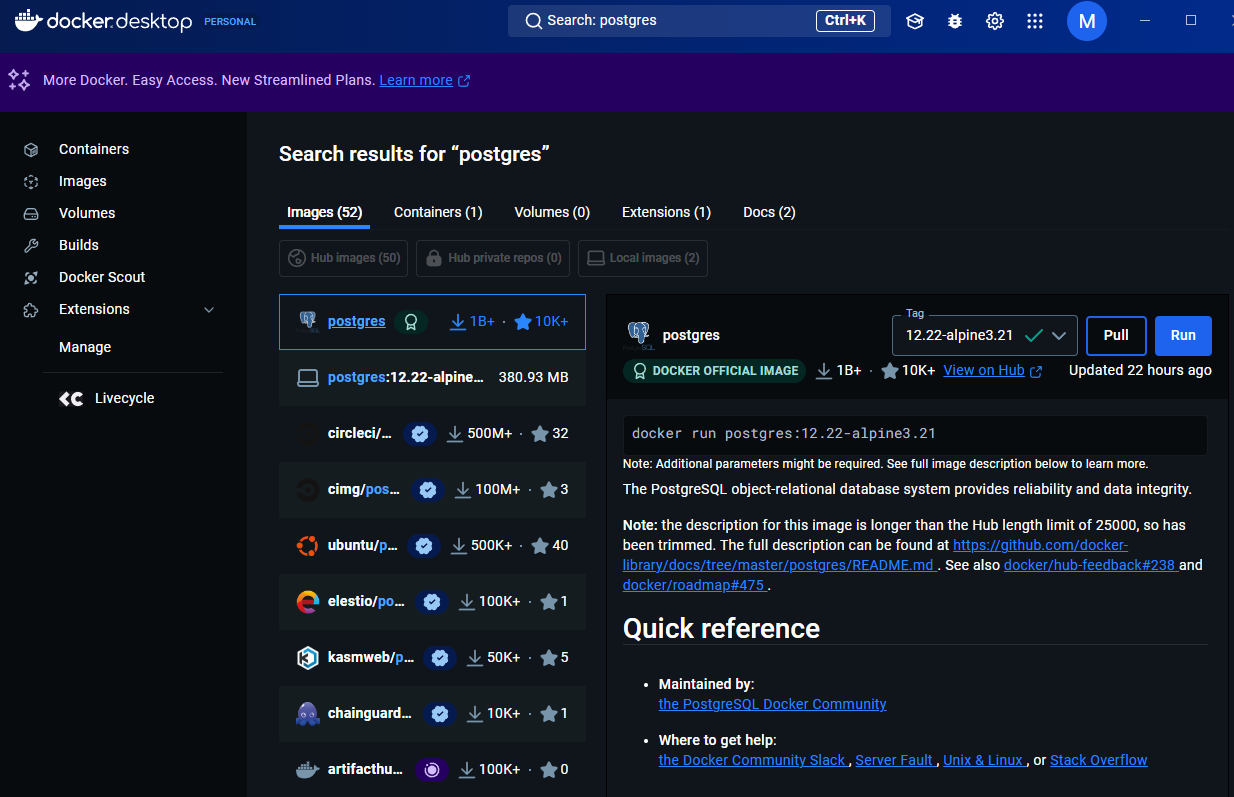 docker.desktop PERSONAL
Search: postgres
Ctrl+K
M
More Docker. Easy Access. New Streamlined Plans. Learn more
Containers
Images
Volumes
Builds
Docker Scout
Extensions
Manage
Livecycle
Search results for “postgres”
Images (52) Containers (1) Volumes (0) Extensions (1) Docs (2)
Hub images (50) Hub private repos (0) Local images (2)
postgres 1B+ · 10K+
postgres:12.22-alpine... 380.93 MB
circleci/... 500M+ · 32
cimg/pos... 100M+ · 3
ubuntu/p... 500K+ · 40
elestio/po... 100K+ · 1
kasmweb/p... 50K+ · 5
chainguard... 10K+ · 1
artifacthu... 100K+ · 0
postgres
Tag
12.22-alpine3.21
Pull
Run
DOCKER OFFICIAL IMAGE 1B+ · 10K+ View on Hub Updated 22 hours ago
docker run postgres:12.22-alpine3.21
Note: Additional parameters might be required. See full image description below to learn more.
The PostgreSQL object-relational database system provides reliability and data integrity.
Note: the description for this image is longer than the Hub length limit of 25000, so has
been trimmed. The full description can be found at https://github.com/docker-
library/docs/tree/master/postgres/README.md . See also docker/hub-feedback#238 and
docker/roadmap#475 .
Quick reference
• Maintained by:
the PostgreSQL Docker Community
• Where to get help:
the Docker Community Slack , Server Fault , Unix & Linux , or Stack Overflow